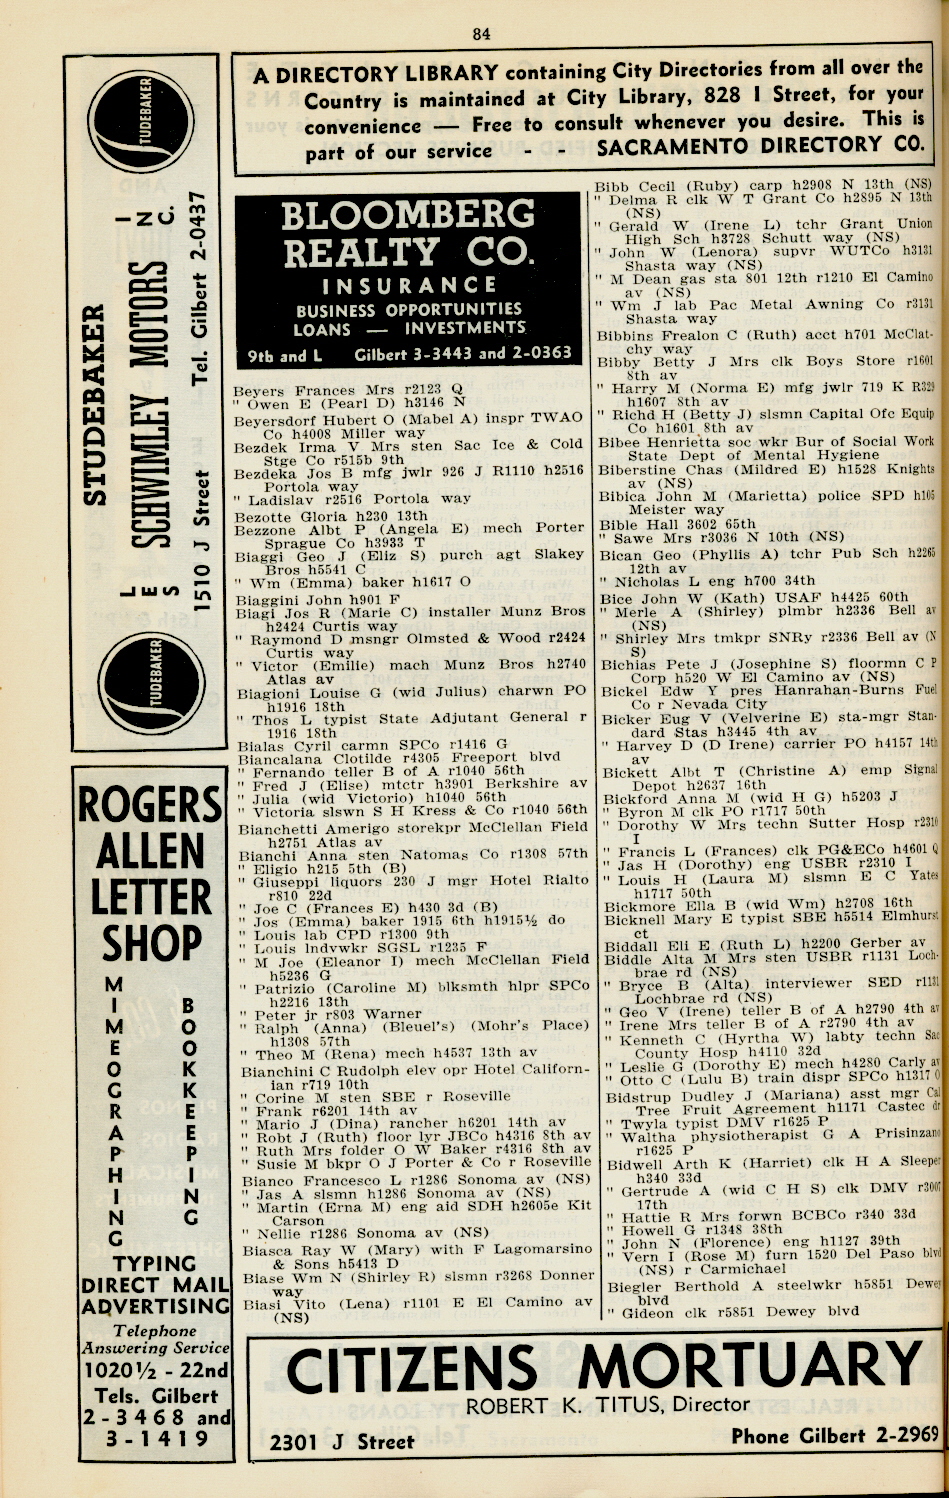 84
STUDEBAKER
STUDEBAKER
LES SCHWIMLEY MOTORS INC.
1510 J Street Tel. Gilbert 2-0437
STUDEBAKER
ROGERS
ALLEN
LETTER
SHOP
MIMEOGRAPHING
BOOKKEEPING
TYPING
DIRECT MAIL
ADVERTISING
Telephone
Answering Service
1020½ - 22nd
Tels. Gilbert
2-3468 and
3-1419
A DIRECTORY LIBRARY containing City Directories from all over the
Country is maintained at City Library, 828 I Street, for your
convenience — Free to consult whenever you desire. This is
part of our service - - SACRAMENTO DIRECTORY CO.
BLOOMBERG
REALTY CO.
INSURANCE
BUSINESS OPPORTUNITIES
LOANS — INVESTMENTS
9th and L Gilbert 3-3443 and 2-0363
Beyers Frances Mrs r2123 Q
" Owen E (Pearl D) h3146 N
Beyersdorf Hubert O (Mabel A) inspr TWAO
Co h4008 Miller way
Bezdek Irma V Mrs sten Sac Ice & Cold
Stge Co r515b 9th
Bezdeka Jos B mfg jwlr 926 J R1110 h2516
Portola way
" Ladislav r2516 Portola way
Bezotte Gloria h230 13th
Bezzone Albt P (Angela E) mech Porter
Sprague Co h3933 T
Biaggi Geo J (Eliz S) purch agt Slakey
Bros h5541 C
" Wm (Emma) baker h1617 O
Biaggini John h901 F
Biagi Jos R (Marie C) installer Munz Bros
h2424 Curtis way
" Raymond D msngr Olmsted & Wood r2424
Curtis way
" Victor (Emilie) mach Munz Bros h2740
Atlas av
Biagioni Louise G (wid Julius) charwn PO
h1916 18th
" Thos L typist State Adjutant General r
1916 18th
Bialas Cyril carmn SPCo r1416 G
Biancalana Clotilde r4305 Freeport blvd
" Fernando teller B of A r1040 56th
" Fred J (Elise) mtctr h3901 Berkshire av
" Julia (wid Victorio) h1040 56th
" Victoria slswn S H Kress & Co r1040 56th
Bianchetti Amerigo storekpr McClellan Field
h2751 Atlas av
Bianchi Anna sten Natomas Co r1308 57th
" Eligio h215 5th (B)
" Giuseppi liquors 230 J mgr Hotel Rialto
r810 22d
" Joe C (Frances E) h430 3d (B)
" Jos (Emma) baker 1915 6th h1915½ do
" Louis lab CPD r1300 9th
" Louis lndvwkr SGSL r1235 F
" M Joe (Eleanor I) mech McClellan Field
h5236 G
" Patrizio (Caroline M) blksmth hlpr SPCo
h2216 13th
" Peter jr r803 Warner
" Ralph (Anna) (Bleuel's) (Mohr's Place)
h1308 57th
" Theo M (Rena) mech h4537 13th av
Bianchini C Rudolph elev opr Hotel Californ-
ian r719 10th
" Corine M sten SBE r Roseville
" Frank r6201 14th av
" Mario J (Dina) rancher h6201 14th av
" Robt J (Ruth) floor lyr JBCo h4316 8th av
" Ruth Mrs folder O W Baker r4316 8th av
" Susie M bkpr O J Porter & Co r Roseville
Bianco Francesco L r1286 Sonoma av (NS)
" Jas A slsmn h1286 Sonoma av (NS)
" Martin (Erna M) eng aid SDH h2605e Kit
Carson
" Nellie r1286 Sonoma av (NS)
Biasca Ray W (Mary) with F Lagomarsino
& Sons h5413 D
Biase Wm N (Shirley R) slsmn r3268 Donner
way
Biasi Vito (Lena) r1101 E El Camino av
(NS)
Bibb Cecil (Ruby) carp h2908 N 13th (NS)
" Delma R clk W T Grant Co h2895 N 13th
(NS)
" Gerald W (Irene L) tchr Grant Union
High Sch h3728 Schutt way (NS)
" John W (Lenora) supvr WUTCo h3131
Shasta way (NS)
" M Dean gas sta 801 12th r1210 El Camino
av (NS)
" Wm J lab Pac Metal Awning Co r3131
Shasta way
Bibbins Frealon C (Ruth) acct h701 McClat-
chy way
Bibby Betty J Mrs clk Boys Store r1601
8th av
" Harry M (Norma E) mfg jwlr 719 K R329
h1607 8th av
" Richd H (Betty J) slsmn Capital Ofc Equip
Co h1601 8th av
Bibee Henrietta soc wkr Bur of Social Work
State Dept of Mental Hygiene
Biberstine Chas (Mildred E) h1528 Knights
av (NS)
Bibica John M (Marietta) police SPD h105
Meister way
Bible Hall 3602 65th
" Sawe Mrs r3036 N 10th (NS)
Bican Geo (Phyllis A) tchr Pub Sch h2265
12th av
" Nicholas L eng h700 34th
Bice John W (Kath) USAF h4425 60th
" Merle A (Shirley) plmbr h2336 Bell av
(NS)
" Shirley Mrs tmkpr SNRy r2336 Bell av (N
S)
Bichias Pete J (Josephine S) floormn C P
Corp h520 W El Camino av (NS)
Bickel Edw Y pres Hanrahan-Burns Fuel
Co r Nevada City
Bicker Eug V (Velverine E) sta-mgr Stan-
dard Stas h3445 4th av
" Harvey D (D Irene) carrier PO h4157 14th
av
Bickett Albt T (Christine A) emp Signal
Depot h2637 16th
Bickford Anna M (wid H G) h5203 J
" Byron M clk PO r1717 50th
" Dorothy W Mrs techn Sutter Hosp r2310
I
" Francis L (Frances) clk PG&ECo h4601 Q
" Jas H (Dorothy) eng USBR r2310 I
" Louis H (Laura M) slsmn E C Yates
h1717 50th
Bickmore Ella B (wid Wm) h2708 16th
Bicknell Mary E typist SBE h5514 Elmhurst
ct
Biddall Eli E (Ruth L) h2200 Gerber av
Biddle Alta M Mrs sten USBR r1131 Loch-
brae rd (NS)
" Bryce B (Alta) interviewer SED r1131
Lochbrae rd (NS)
" Geo V (Irene) teller B of A h2790 4th av
" Irene Mrs teller B of A r2790 4th av
" Kenneth C (Hyrtha W) labty techn Sac
County Hosp h4110 32d
" Leslie G (Dorothy E) mech h4280 Carly av
" Otto C (Lulu B) train dispr SPCo h1317 O
Bidstrup Dudley J (Mariana) asst mgr Cal
Tree Fruit Agreement h1171 Castec dr
" Twyla typist DMV r1625 P
" Waltha physiotherapist G A Prisinzano
r1625 P
Bidwell Arth K (Harriet) clk H A Sleeper
h340 33d
" Gertrude A (wid C H S) clk DMV r3007
17th
" Hattie R Mrs forwn BCBCo r340 33d
" Howell G r1348 38th
" John N (Florence) eng h1127 39th
" Vern I (Rose M) furn 1520 Del Paso blvd
(NS) r Carmichael
Biegler Berthold A steelwkr h5851 Dewey
blvd
" Gideon clk r5851 Dewey blvd
CITIZENS MORTUARY
ROBERT K. TITUS, Director
2301 J Street Phone Gilbert 2-2969